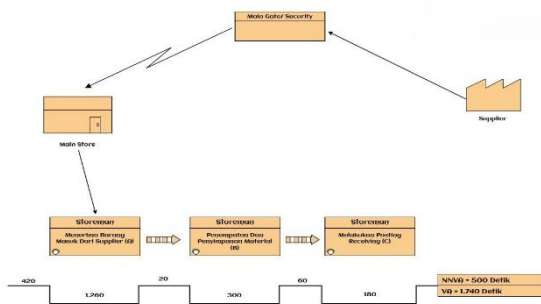 Main Gate/ Security
Supplier
Main Store
Storeman
Menerima Barang
Masuk Dari Supplier (A)
Storeman
Penempatan Dan
Penyimpanan Material
(B)
Storeman
Melakukan Posting
Receiving (C)
420
1.260
20
300
60
180
NNVA = 500 Detik
VA = 1.740 Detik